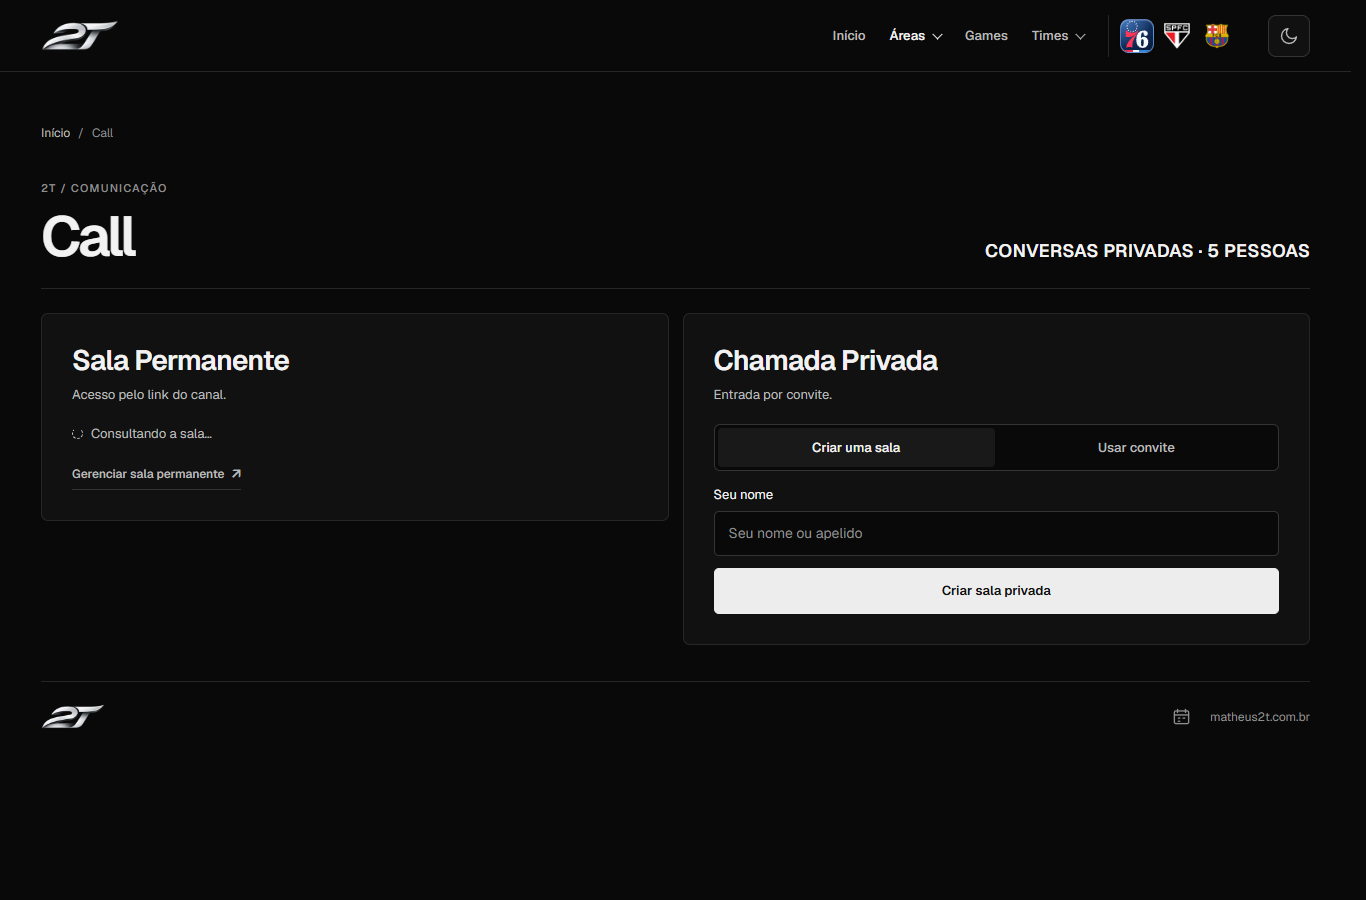 2T
Início Áreas Games Times 76 SPFC
Início / Call
2T / COMUNICAÇÃO
Call
CONVERSAS PRIVADAS · 5 PESSOAS
Sala Permanente
Acesso pelo link do canal.
Consultando a sala...
Gerenciar sala permanente
Chamada Privada
Entrada por convite.
Criar uma sala Usar convite
Seu nome
Seu nome ou apelido
Criar sala privada
2T
matheus2t.com.br